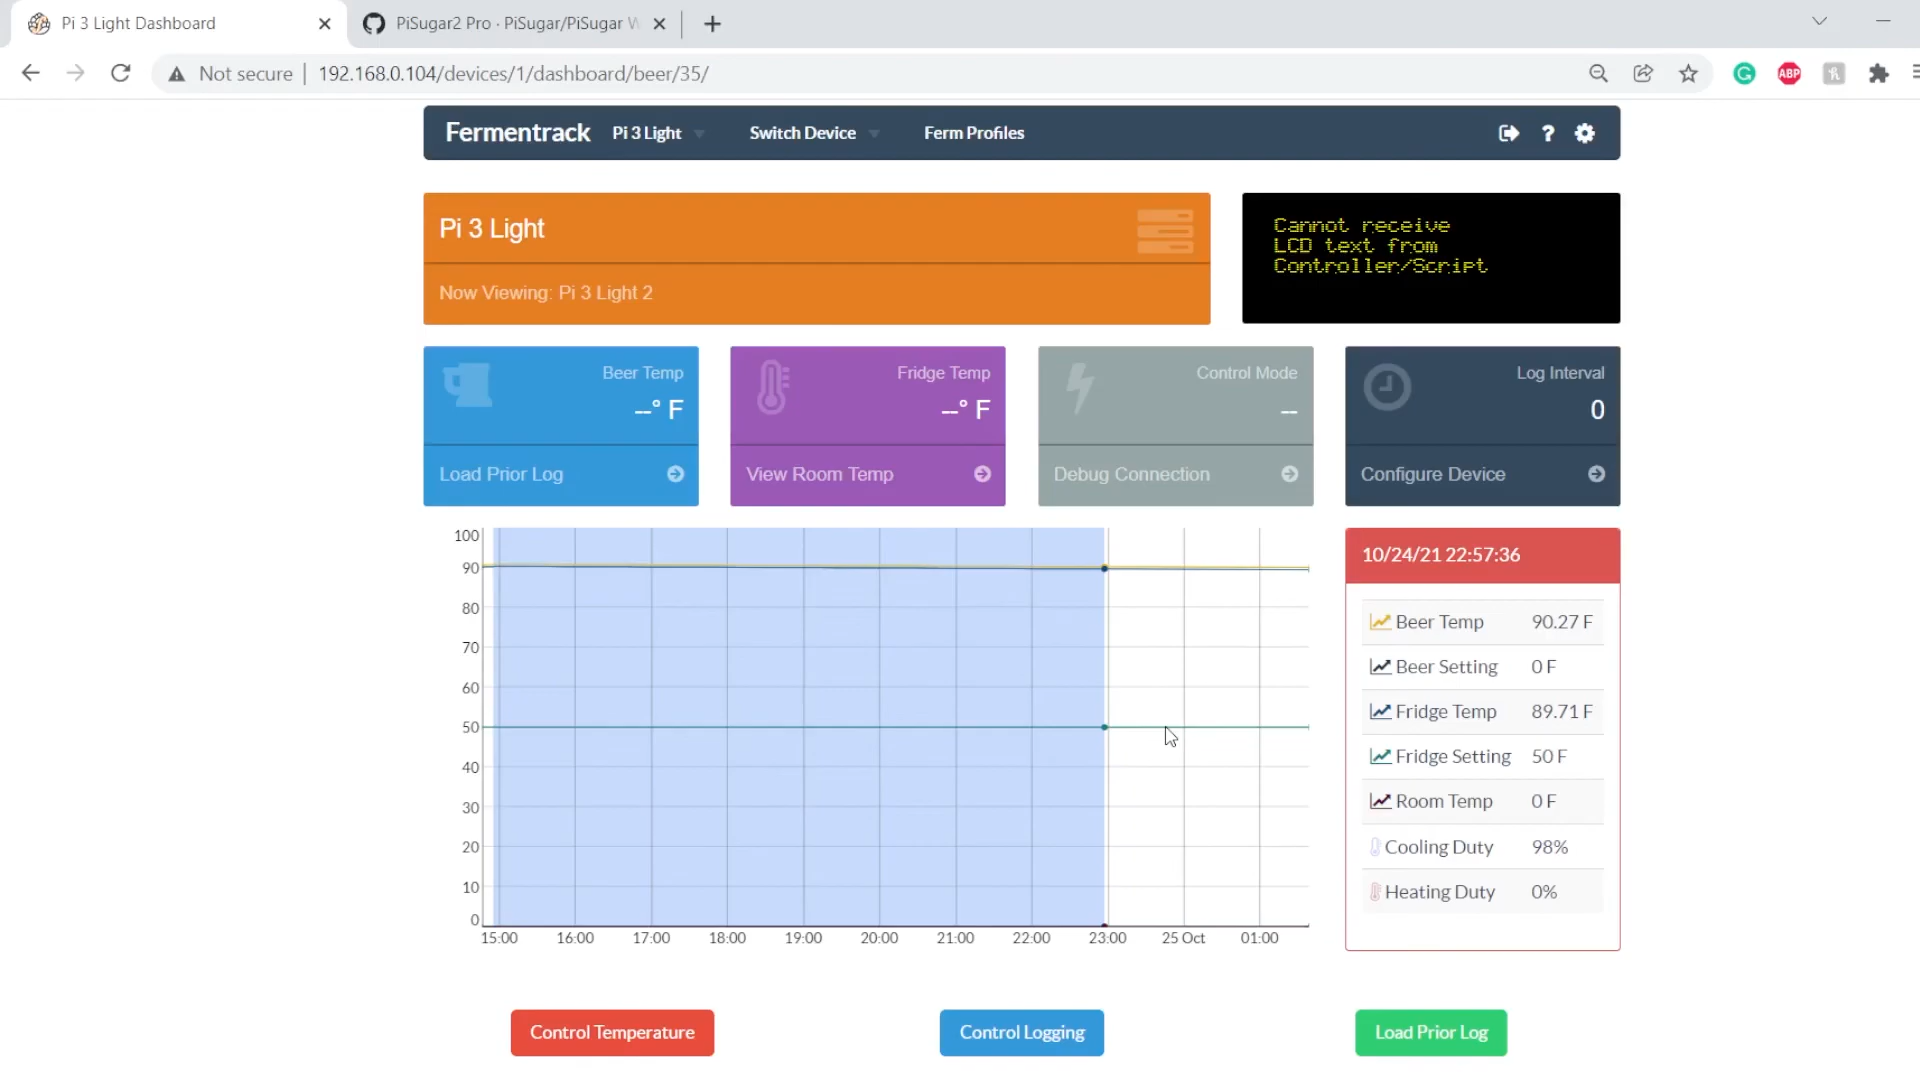 Pi 3 Light Dashboard
PiSugar2 Pro · PiSugar/PiSugar W
Not secure
192.168.0.104/devices/1/dashboard/beer/35/
ABP
Fermentrack
Pi 3 Light
Switch Device
Ferm Profiles
?
Pi 3 Light
Now Viewing: Pi 3 Light 2
Cannot receive
LCD text from
Controller/Script
Beer Temp
--° F
Load Prior Log
Fridge Temp
--° F
View Room Temp
Control Mode
--
Debug Connection
Log Interval
0
Configure Device
100
90
80
70
60
50
40
30
20
10
0
15:00 16:00 17:00 18:00 19:00 20:00 21:00 22:00 23:00 25 Oct 01:00
10/24/21 22:57:36
Beer Temp 90.27 F
Beer Setting 0 F
Fridge Temp 89.71 F
Fridge Setting 50 F
Room Temp 0 F
Cooling Duty 98%
Heating Duty 0%
Control Temperature
Control Logging
Load Prior Log